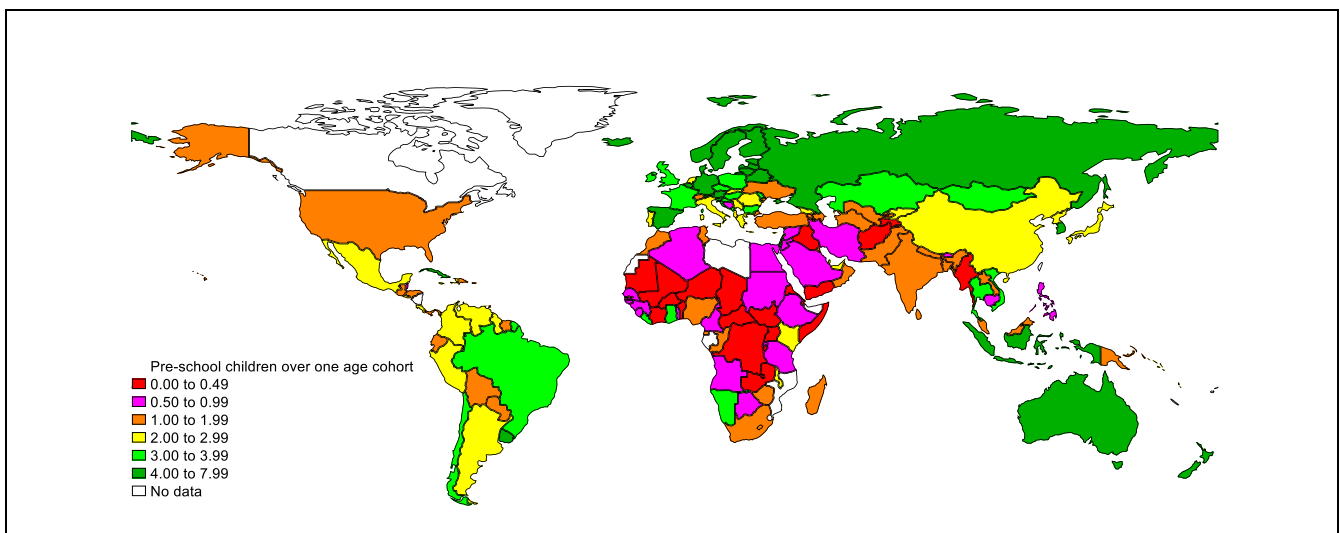 Pre-school children over one age cohort
0.00 to 0.49
0.50 to 0.99
1.00 to 1.99
2.00 to 2.99
3.00 to 3.99
4.00 to 7.99
No data